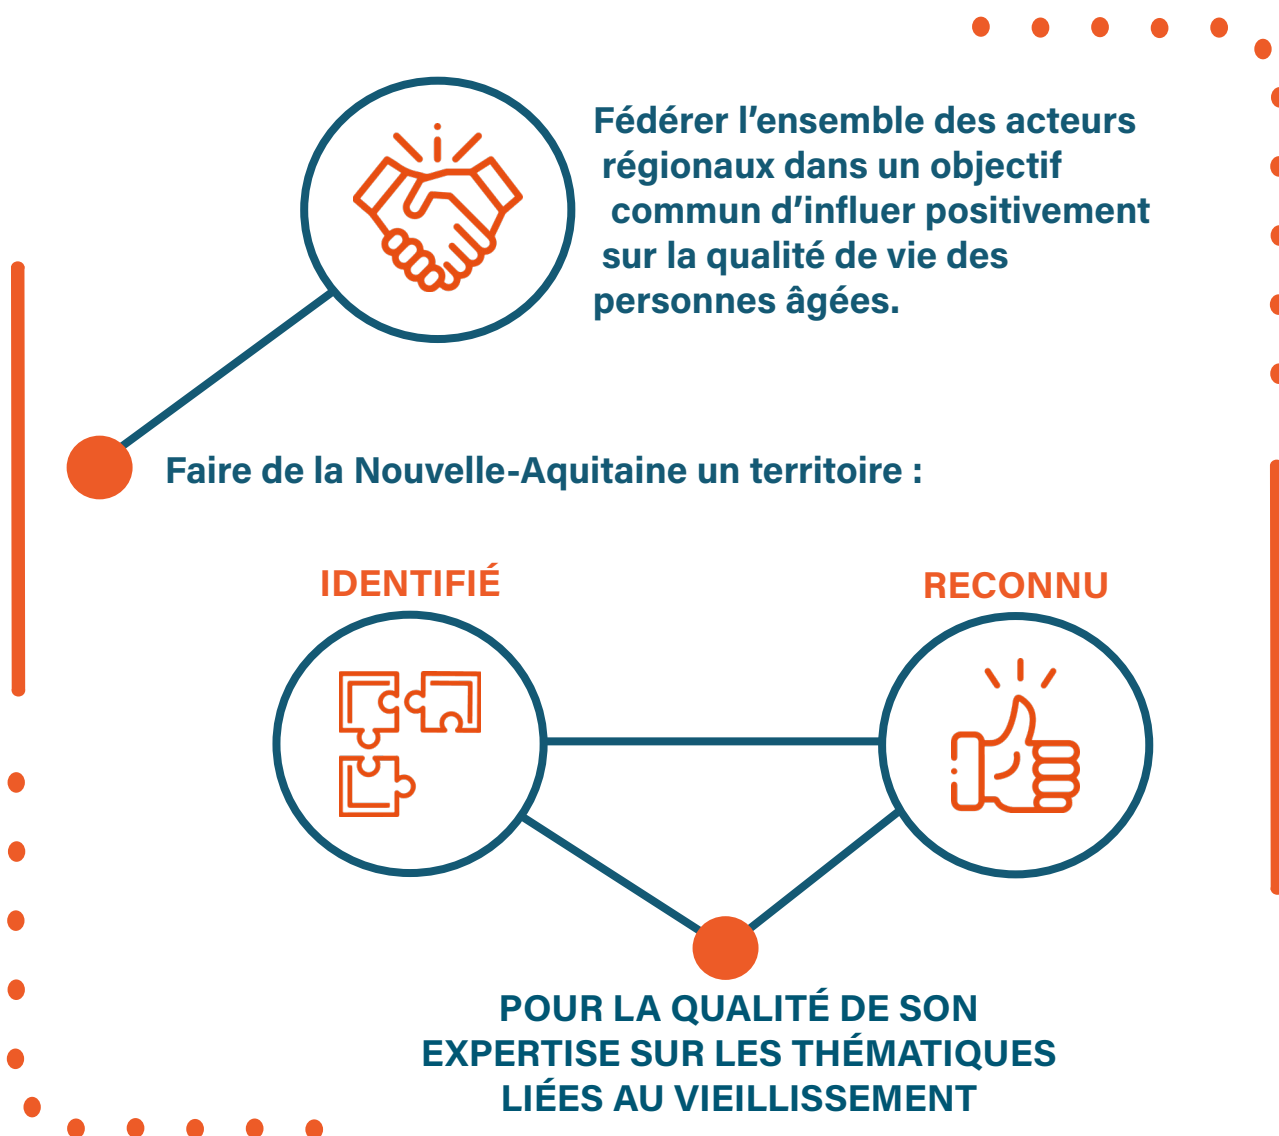 Fédérer l’ensemble des acteurs
régionaux dans un objectif
commun d’influer positivement
sur la qualité de vie des
personnes âgées.
Faire de la Nouvelle-Aquitaine un territoire :
IDENTIFIÉ
RECONNU
POUR LA QUALITÉ DE SON
EXPERTISE SUR LES THÉMATIQUES
LIÉES AU VIEILLISSEMENT